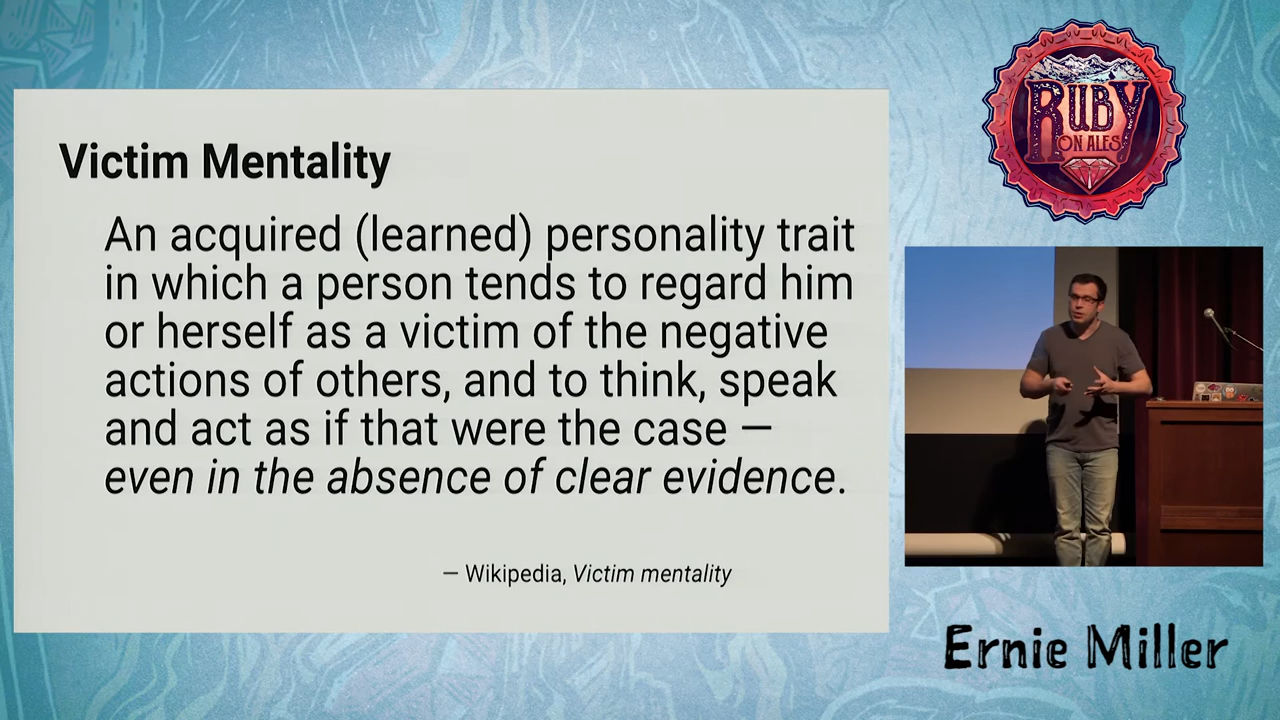 Victim Mentality
An acquired (learned) personality trait
in which a person tends to regard him
or herself as a victim of the negative
actions of others, and to think, speak
and act as if that were the case —
even in the absence of clear evidence.
— Wikipedia, Victim mentality
RUBY
ON ALES
Ernie Miller